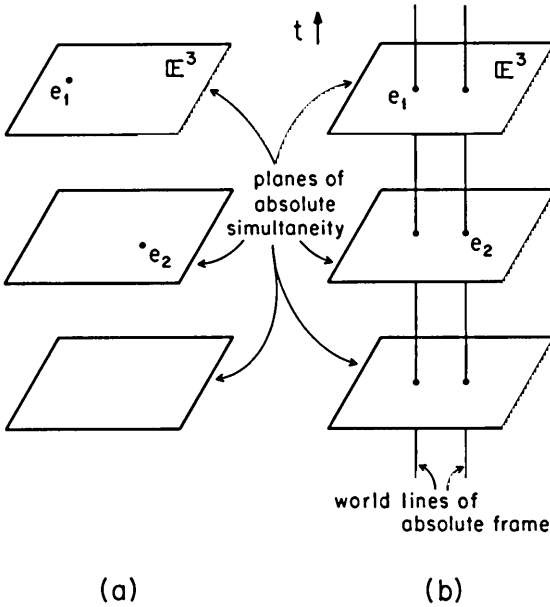 t ↑
𝔼³
e₁
𝔼³
e₁
planes of
absolute
simultaneity
e₂
e₂
world lines of
absolute frame
(a)
(b)